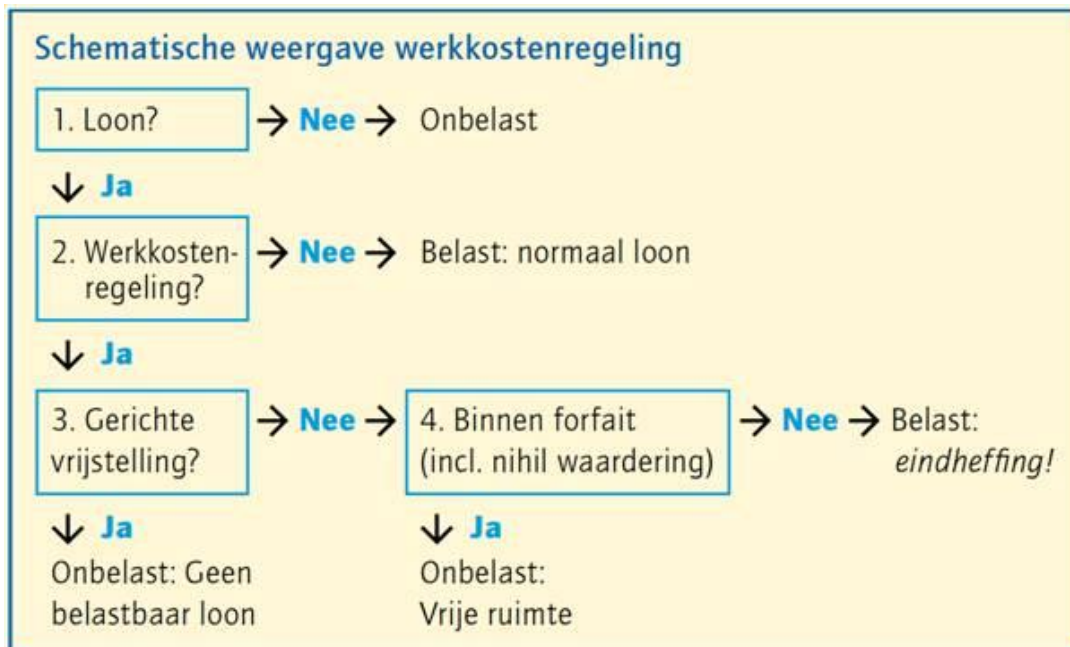 Schematische weergave werkkostenregeling
1. Loon? → Nee → Onbelast
↓ Ja
2. Werkkosten-
regeling? → Nee → Belast: normaal loon
↓ Ja
3. Gerichte
vrijstelling? → Nee →
4. Binnen forfait
(incl. nihil waardering) → Nee →
Belast:
eindheffing!
↓ Ja
Onbelast: Geen
belastbaar loon
↓ Ja
Onbelast:
Vrije ruimte